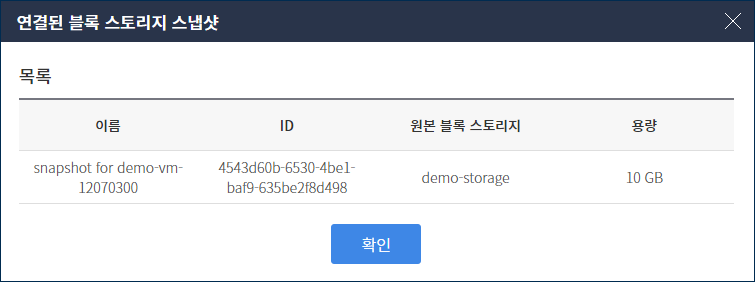 연결된 블록 스토리지 스냅샷
목록
이름 ID 원본 블록 스토리지 용량
snapshot for demo-vm-
12070300
4543d60b-6530-4be1-
baf9-635be2f8d498
demo-storage
10 GB
확인